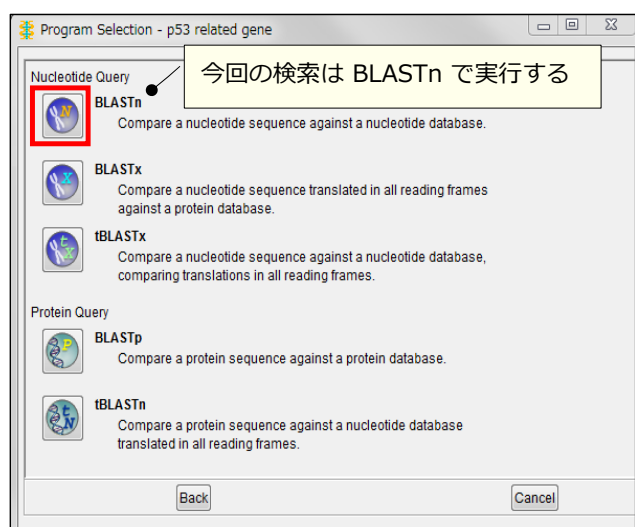 Program Selection - p53 related gene
今回の検索は BLASTn で実行する
Nucleotide Query
BLASTn
Compare a nucleotide sequence against a nucleotide database.
BLASTx
Compare a nucleotide sequence translated in all reading frames
against a protein database.
tBLASTx
Compare a nucleotide sequence against a nucleotide database,
comparing translations in all reading frames.
Protein Query
BLASTp
Compare a protein sequence against a protein database.
tBLASTn
Compare a protein sequence against a nucleotide database
translated in all reading frames.
Back
Cancel